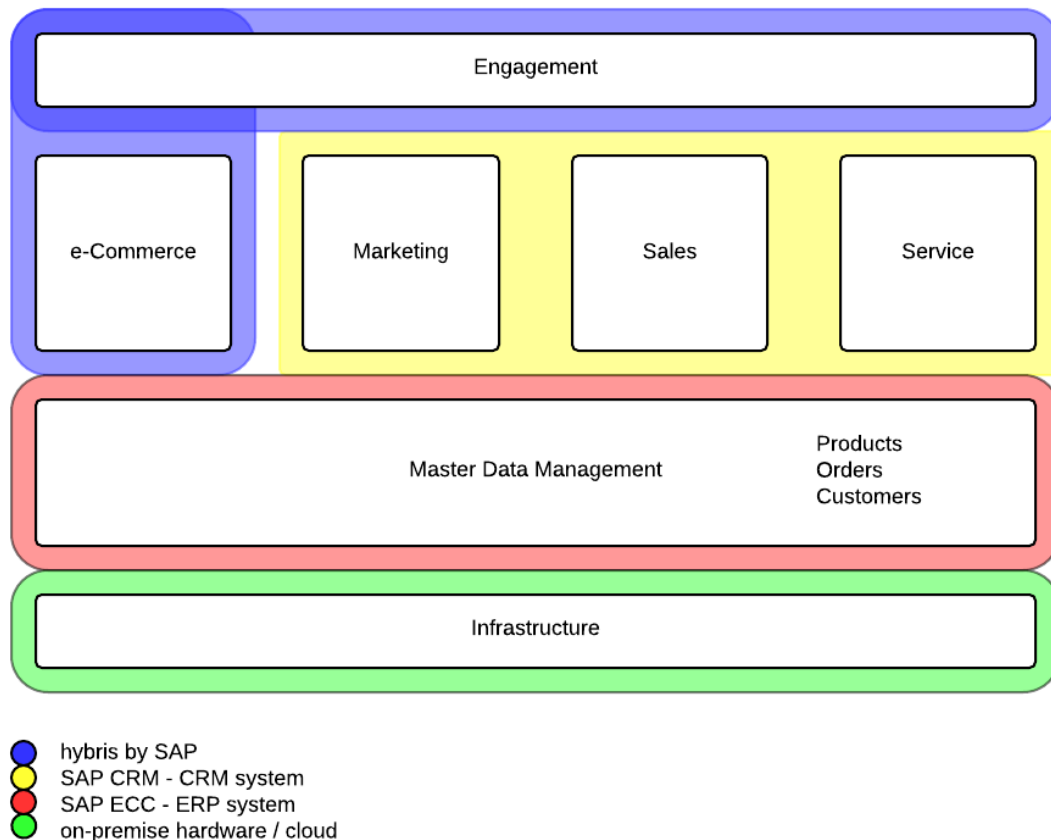 Engagement
e-Commerce
Marketing
Sales
Service
Master Data Management
Products
Orders
Customers
Infrastructure
hybris by SAP
SAP CRM - CRM system
SAP ECC - ERP system
on-premise hardware / cloud